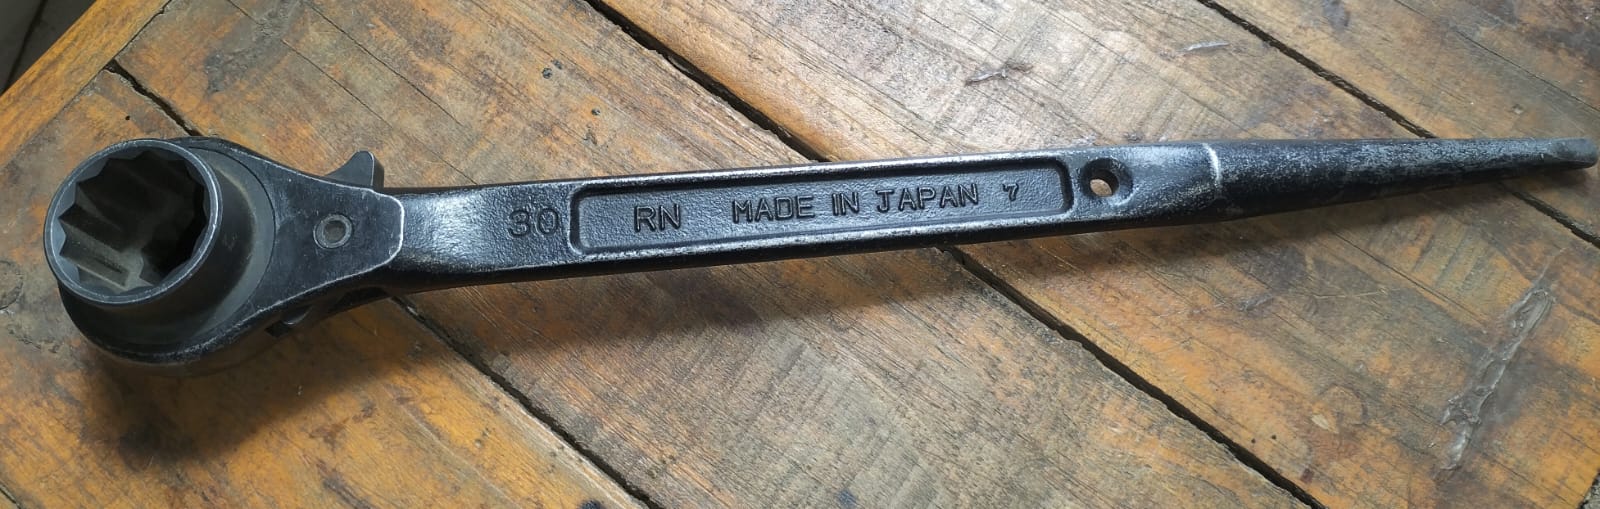 30 RN MADE IN JAPAN 7